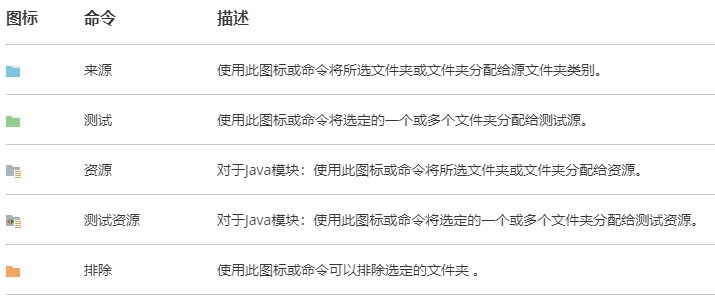 图标 命令 描述
来源 使用此图标或命令将所选文件夹或文件夹分配给源文件夹类别。
测试 使用此图标或命令将选定的一个或多个文件夹分配给测试源。
资源 对于Java模块：使用此图标或命令将所选文件夹或文件夹分配给资源。
测试资源 对于Java模块：使用此图标或命令将选定的一个或多个文件夹分配给测试资源。
排除 使用此图标或命令可以排除选定的文件夹 。